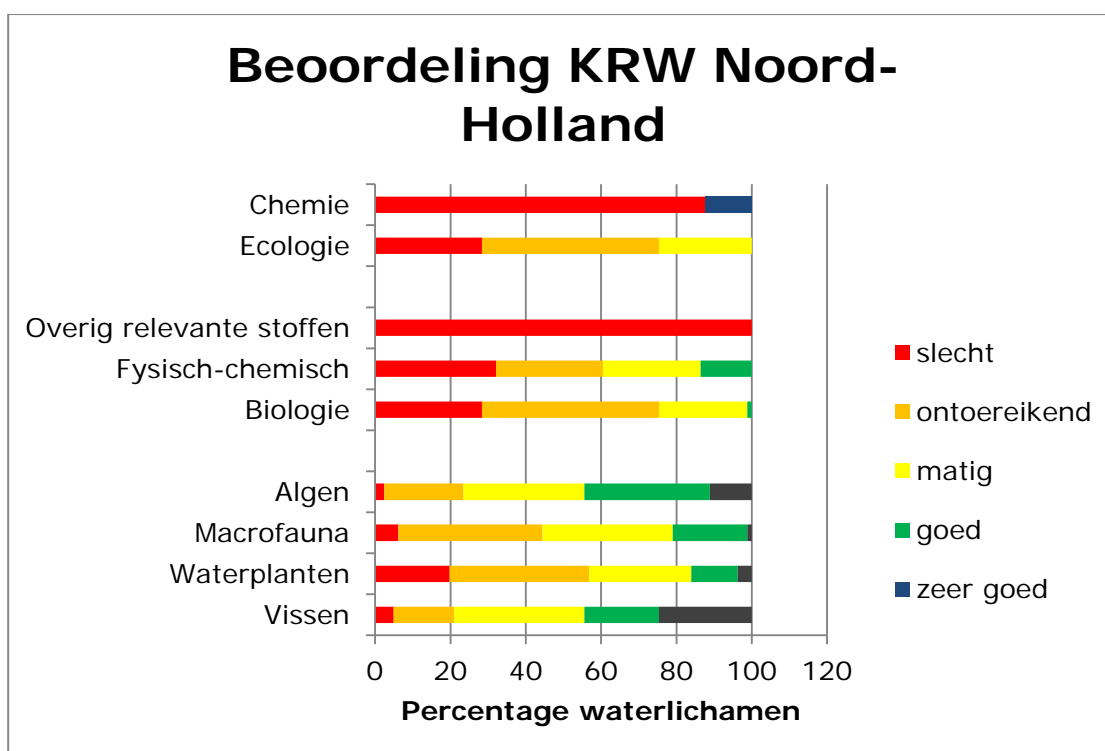 Beoordeling KRW Noord-
Holland
Chemie
Ecologie
Overig relevante stoffen
Fysisch-chemisch
Biologie
Algen
Macrofauna
Waterplanten
Vissen
0 20 40 60 80 100 120
Percentage waterlichamen
slecht
ontoereikend
matig
goed
zeer goed